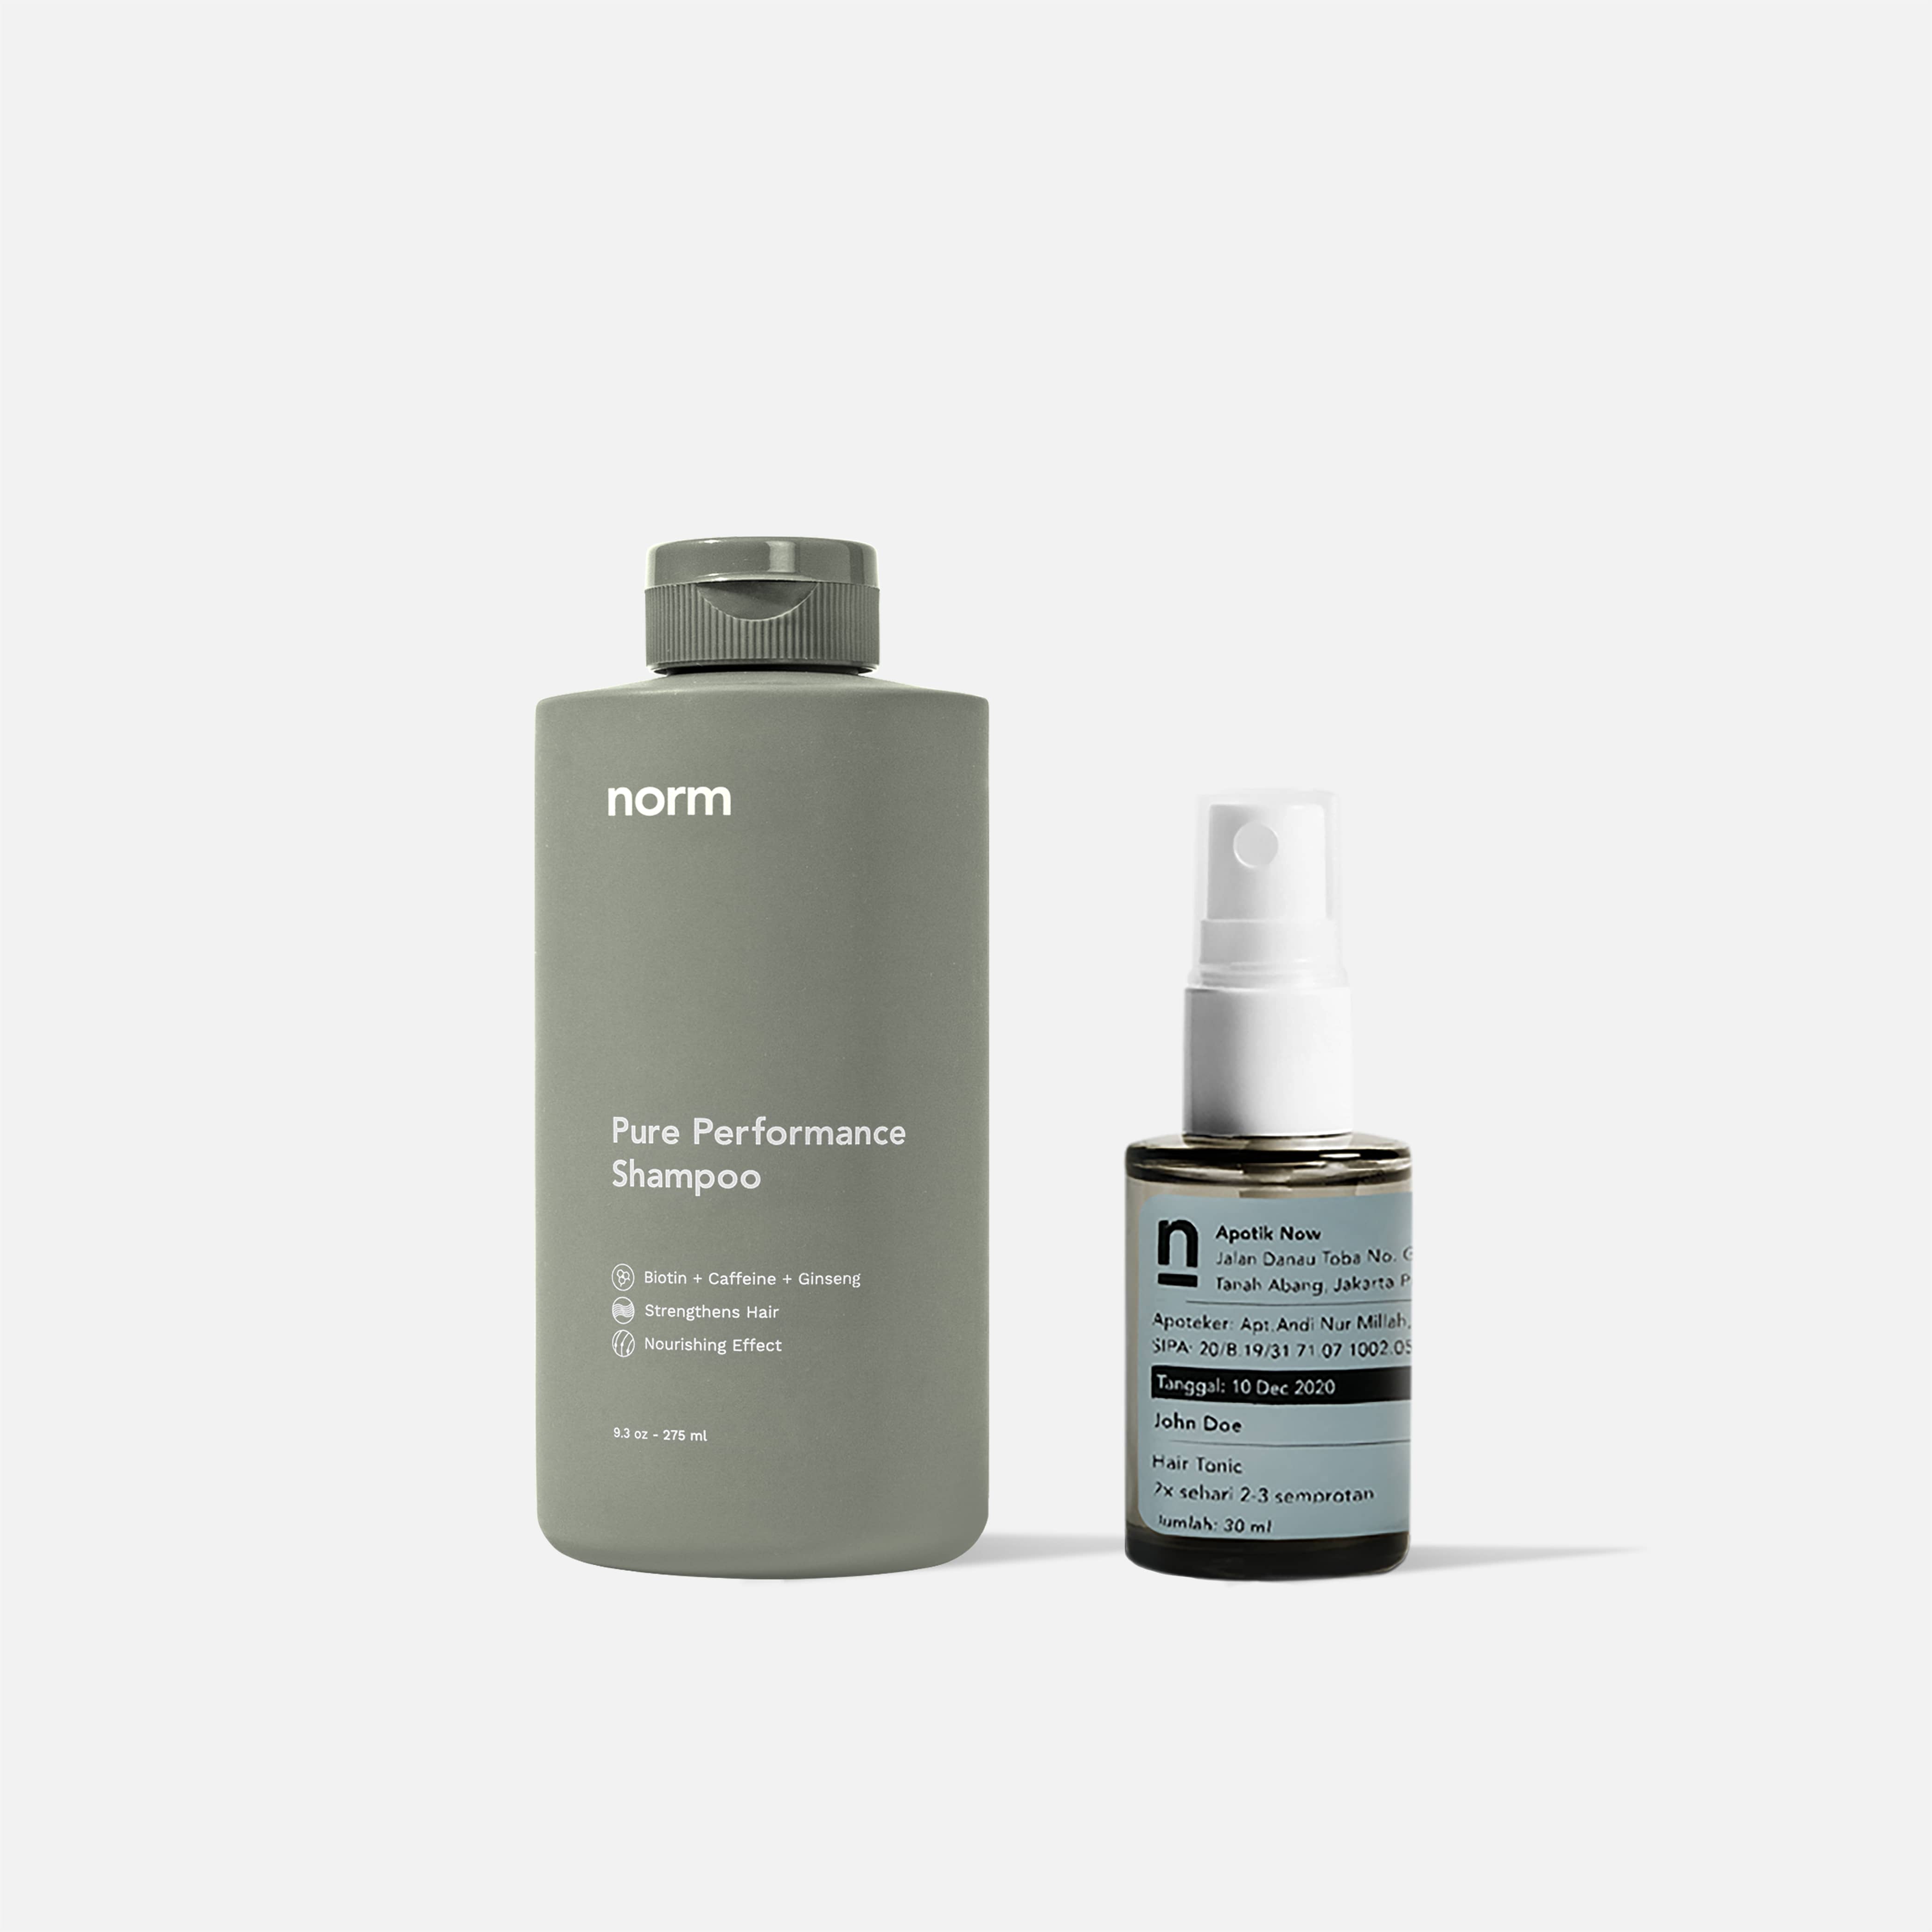 norm
Pure Performance
Shampoo
Biotin + Caffeine + Ginseng
Strengthens Hair
Nourishing Effect
9.3 oz - 275 ml
n
Apotik Now
Jalan Danau Toba No.
Tanah Abang, Jakarta
Apoteker: Apt.Andi Nur Millah,
SIPA: 20/B.19/31 71 07 1002.
Tanggal: 10 Dec 2020
John Doe
Hair Tonic
2x sehari 2-3 semprotan
Jumlah: 30 ml